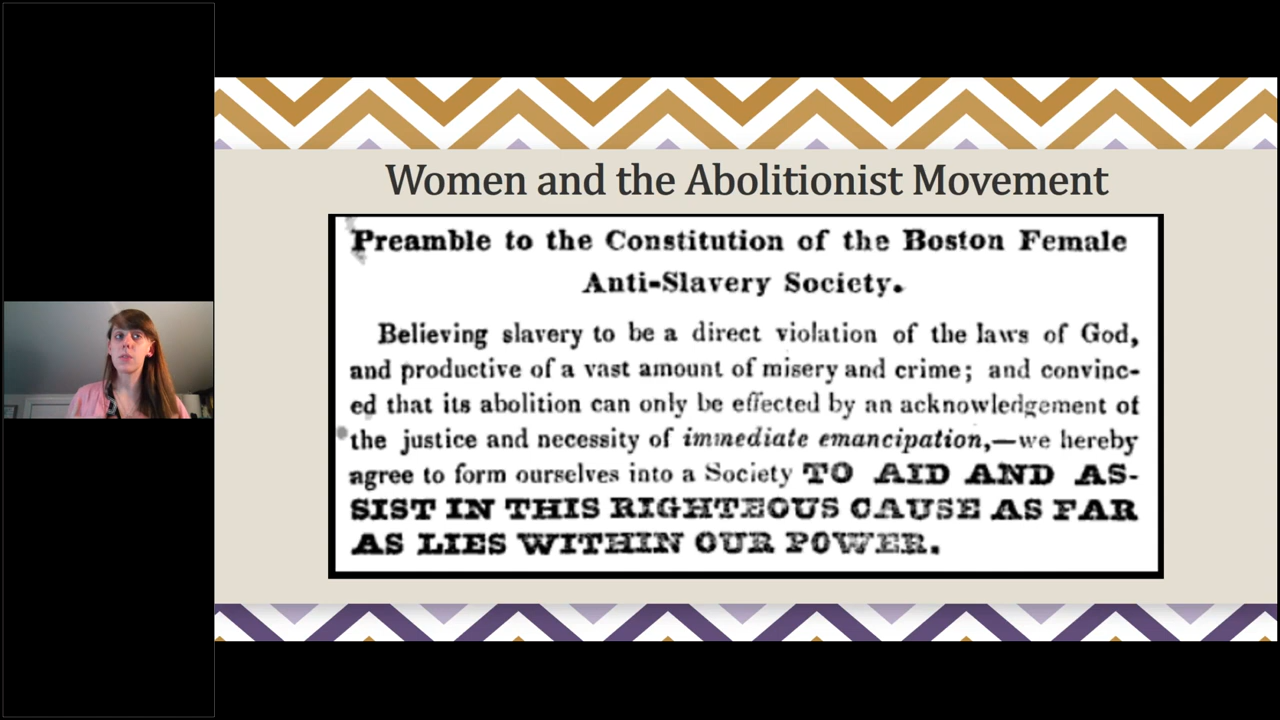 Women and the Abolitionist Movement
Preamble to the Constitution of the Boston Female
Anti-Slavery Society.
Believing slavery to be a direct violation of the laws of God,
and productive of a vast amount of misery and crime; and convinc-
ed that its abolition can only be effected by an acknowledgement of
the justice and necessity of immediate emancipation,—we hereby
agree to form ourselves into a Society TO AID AND AS-
SIST IN THIS RIGHTEOUS CAUSE AS FAR
AS LIES WITHIN OUR POWER.